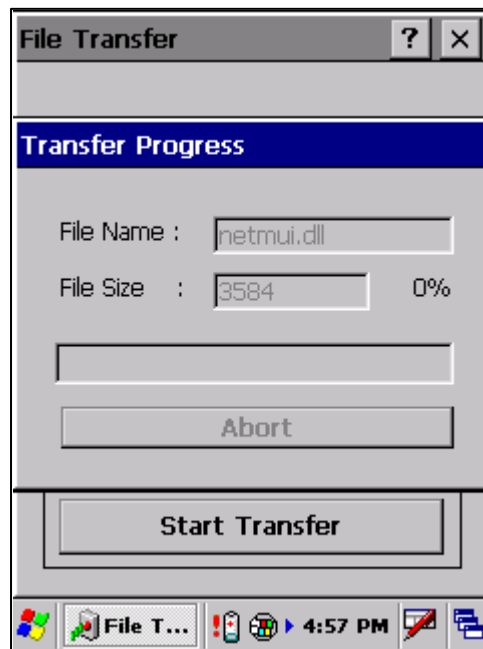 File Transfer
? ×
Transfer Progress
File Name : netmui.dll
File Size : 3584 0%
Abort
Start Transfer
File T... 4:57 PM